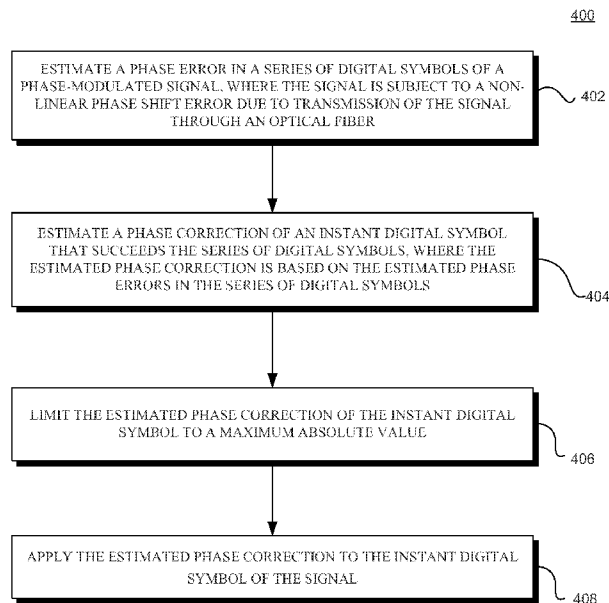 400
ESTIMATE A PHASE ERROR IN A SERIES OF DIGITAL SYMBOLS OF A
PHASE-MODULATED SIGNAL, WHERE THE SIGNAL IS SUBJECT TO A NON-
LINEAR PHASE SHIFT ERROR DUE TO TRANSMISSION OF THE SIGNAL
THROUGH AN OPTICAL FIBER
402
ESTIMATE A PHASE CORRECTION OF AN INSTANT DIGITAL SYMBOL
THAT SUCCEEDS THE SERIES OF DIGITAL SYMBOLS, WHERE THE
ESTIMATED PHASE CORRECTION IS BASED ON THE ESTIMATED PHASE
ERRORS IN THE SERIES OF DIGITAL SYMBOLS
404
LIMIT THE ESTIMATED PHASE CORRECTION OF THE INSTANT DIGITAL
SYMBOL TO A MAXIMUM ABSOLUTE VALUE
406
APPLY THE ESTIMATED PHASE CORRECTION TO THE INSTANT DIGITAL
SYMBOL OF THE SIGNAL
408